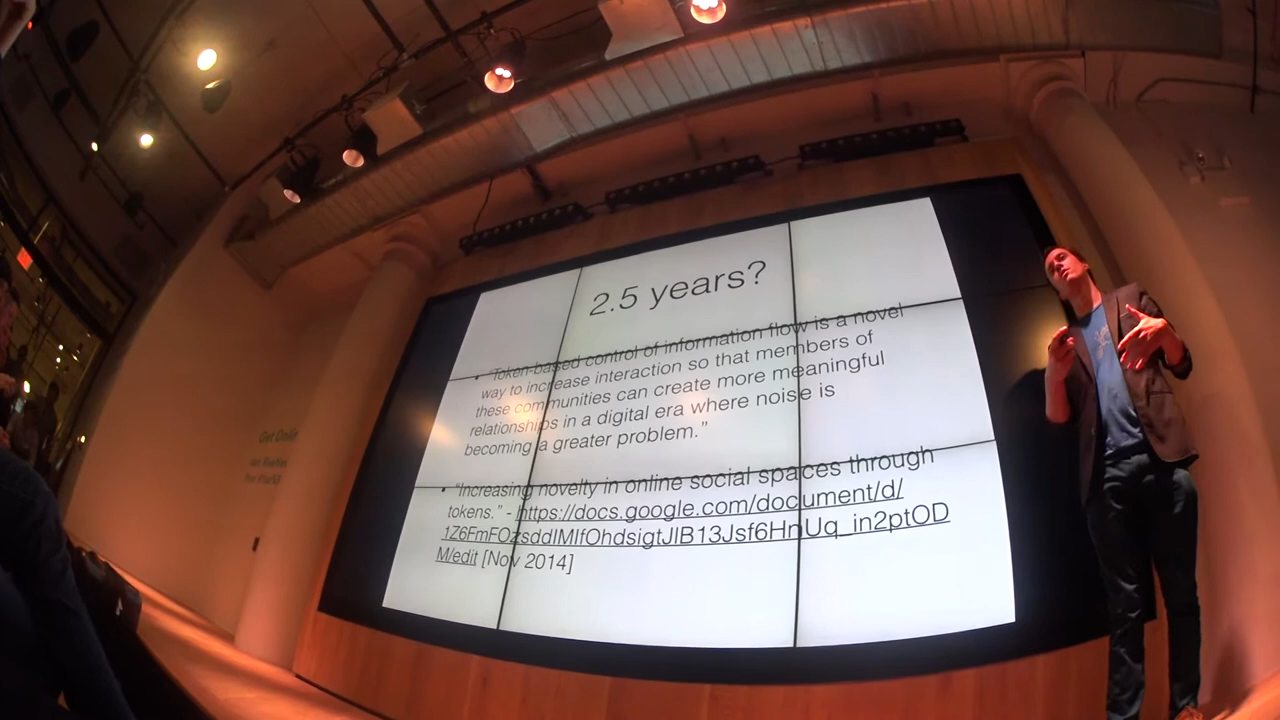 2.5 years?
• “Token-based control of information flow is a novel
way to increase interaction so that members of
these communities can create more meaningful
relationships in a digital era where noise is
becoming a greater problem.”
• “Increasing novelty in online social spaces through
tokens.” - https://docs.google.com/document/d/
1Z6FmFOzsddIMIfOhdsigtJIB13Jsf6HnUq_in2ptOD
M/edit [Nov 2014]